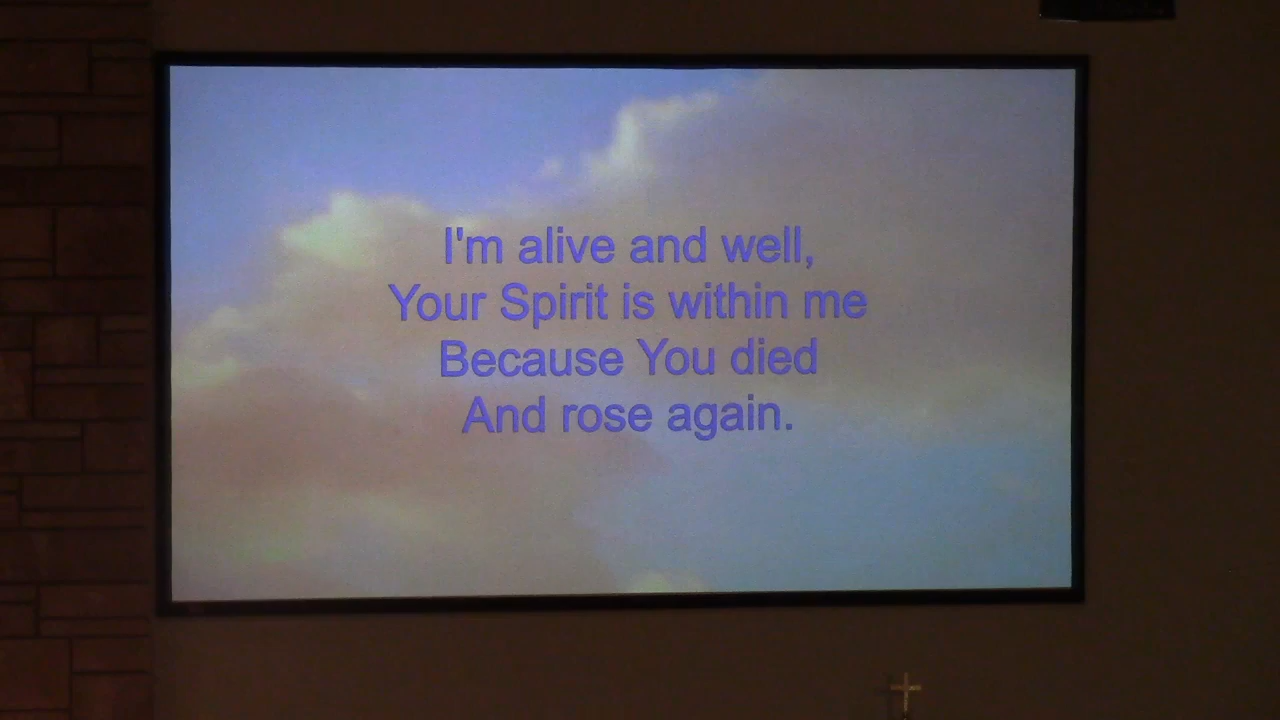 I'm alive and well,
Your Spirit is within me
Because You died
And rose again.